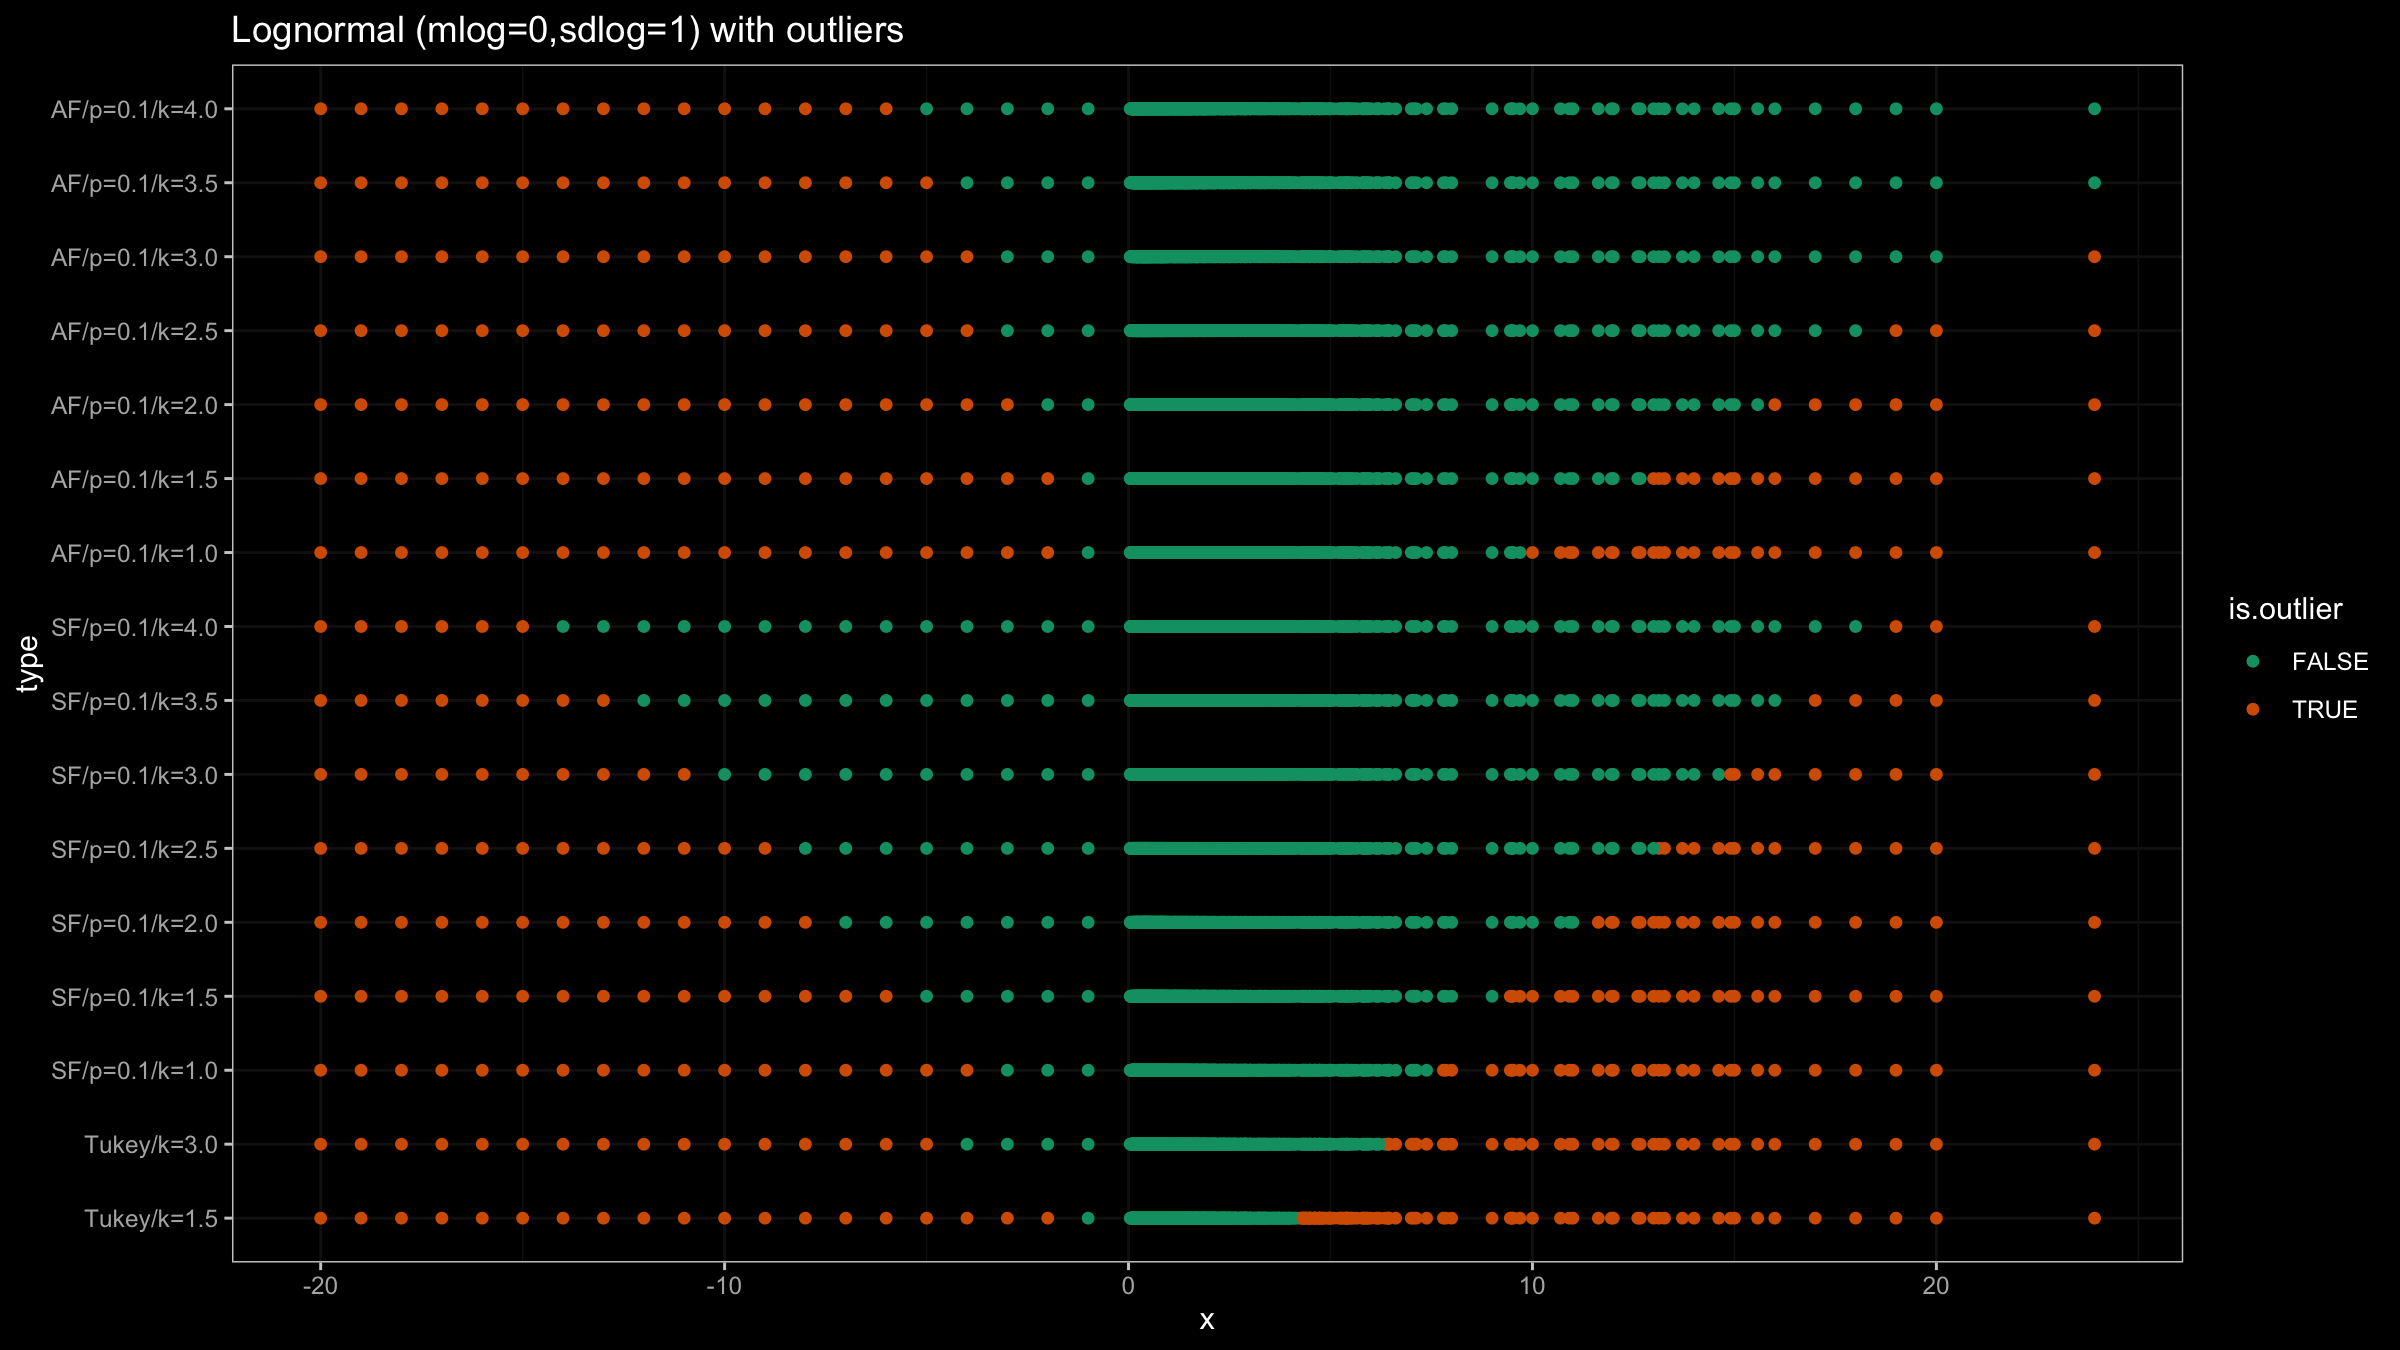 Lognormal (mlog=0,sdlog=1) with outliers
type
AF/p=0.1/k=4.0
AF/p=0.1/k=3.5
AF/p=0.1/k=3.0
AF/p=0.1/k=2.5
AF/p=0.1/k=2.0
AF/p=0.1/k=1.5
AF/p=0.1/k=1.0
SF/p=0.1/k=4.0
SF/p=0.1/k=3.5
SF/p=0.1/k=3.0
SF/p=0.1/k=2.5
SF/p=0.1/k=2.0
SF/p=0.1/k=1.5
SF/p=0.1/k=1.0
Tukey/k=3.0
Tukey/k=1.5
-20 -10 0 10 20
x
is.outlier
FALSE
TRUE